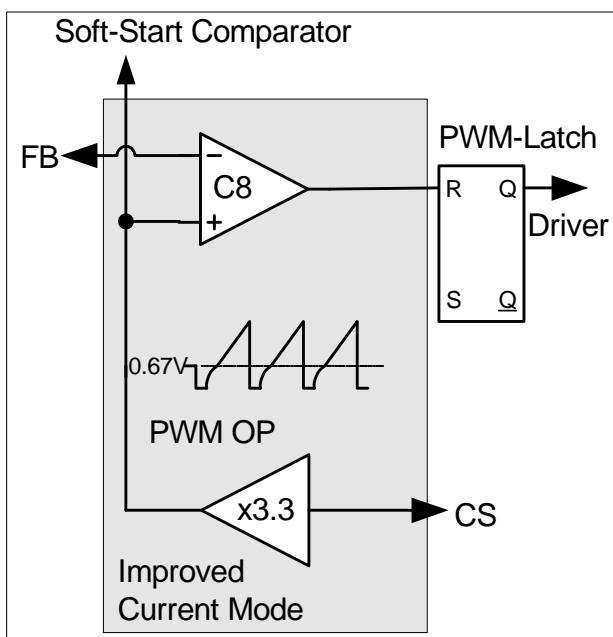 Soft-Start Comparator
FB
PWM-Latch
−
C8
+
R Q
Driver
S Q
0.67V
PWM OP
x3.3
CS
Improved
Current Mode